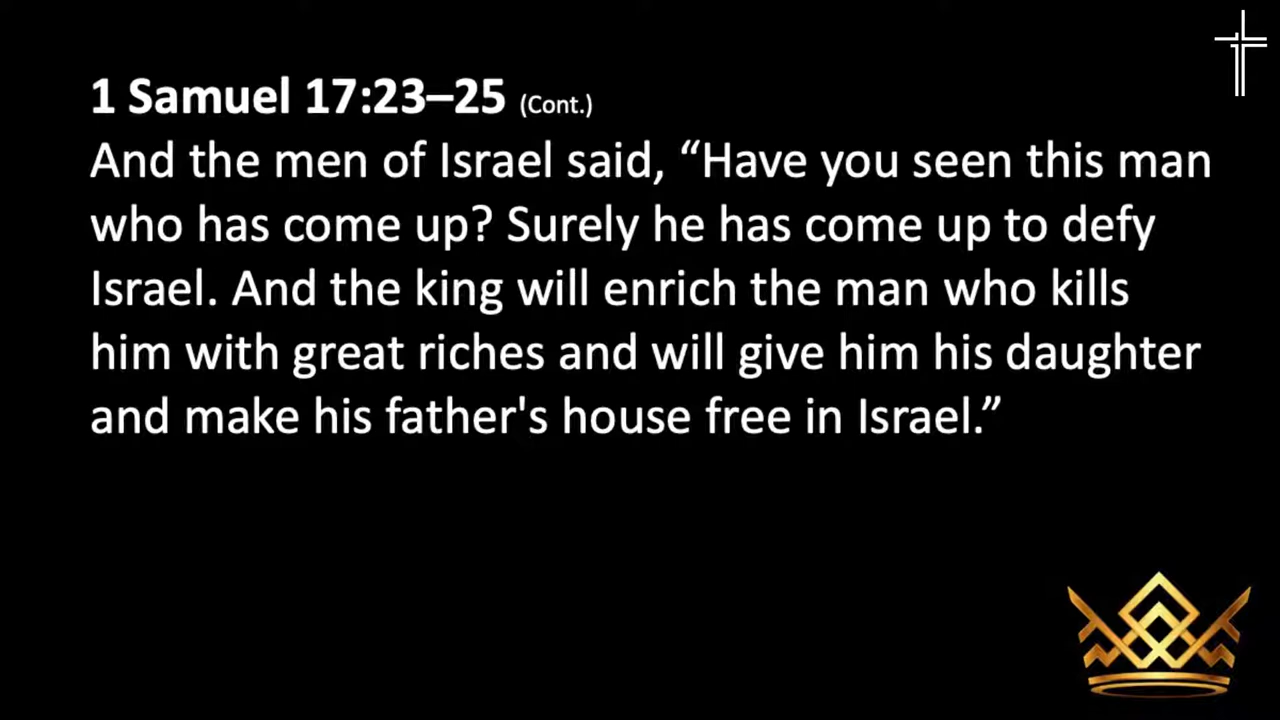 1 Samuel 17:23–25 (Cont.)
And the men of Israel said, “Have you seen this man
who has come up? Surely he has come up to defy
Israel. And the king will enrich the man who kills
him with great riches and will give him his daughter
and make his father's house free in Israel.”